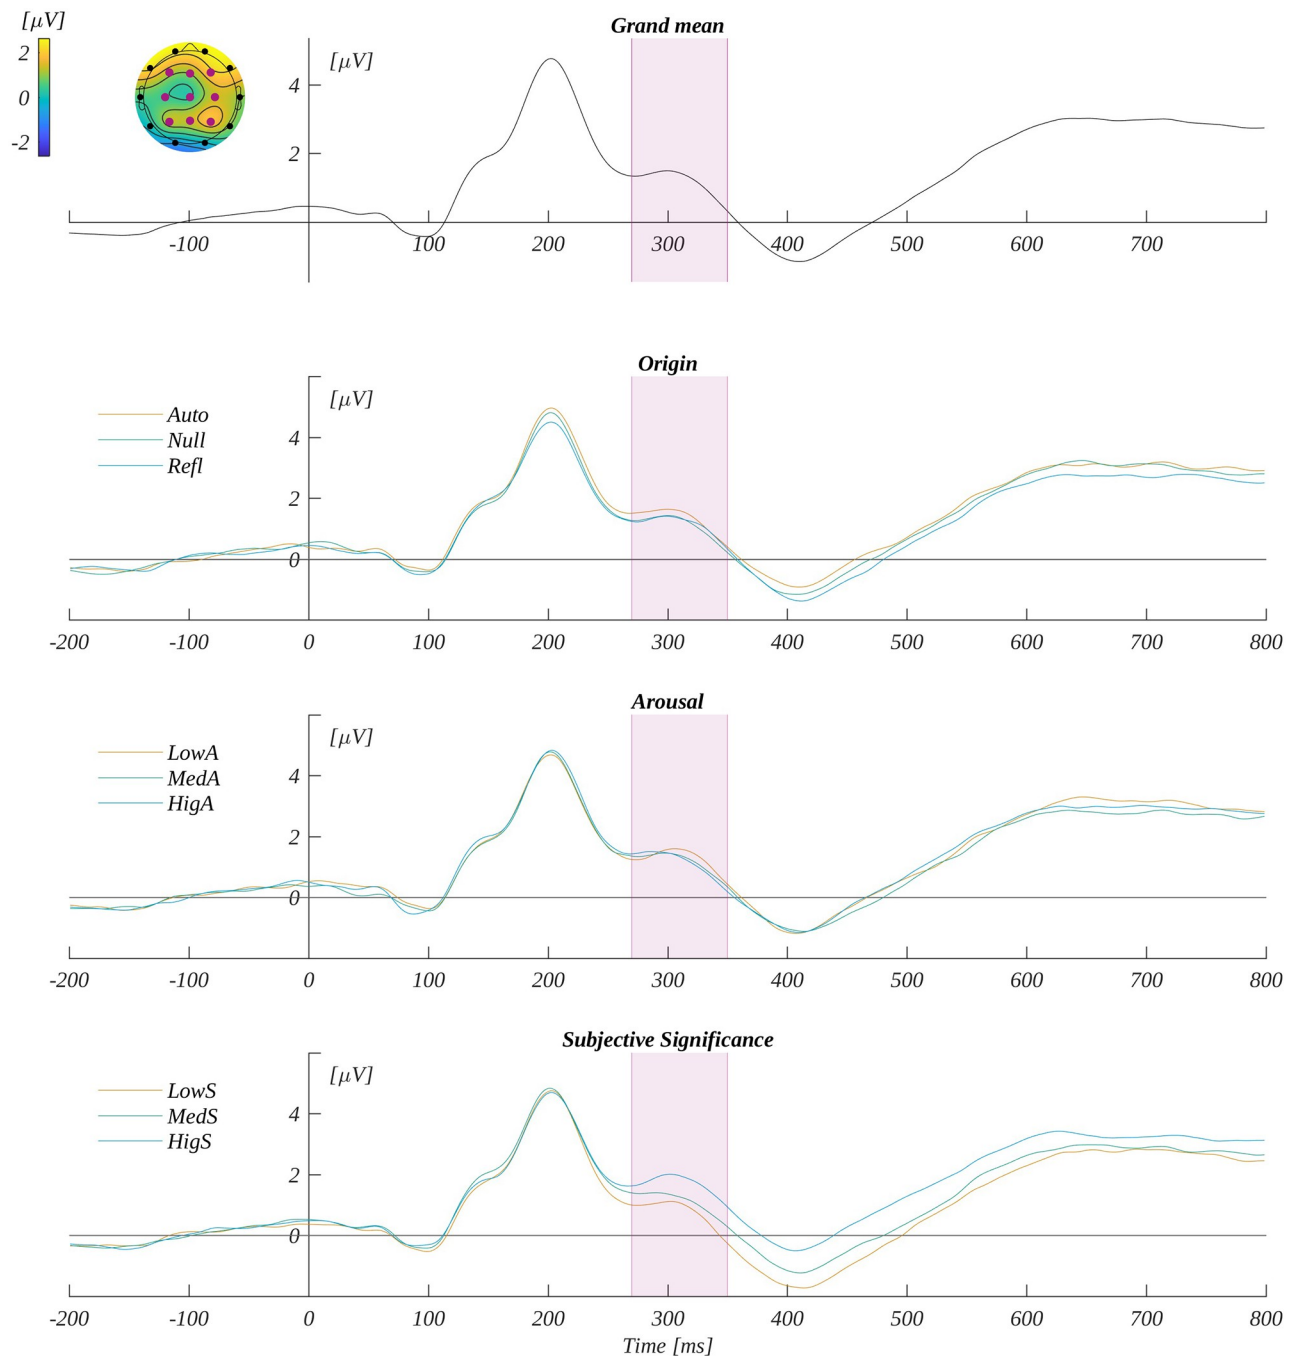 [μV]
Grand mean
2
0
-2
[μV]
4
2
-100
100
200
300
400
500
600
700
Origin
[μV]
Auto
Null
Refl
4
2
0
-200
-100
0
100
200
300
400
500
600
700
800
Arousal
[μV]
LowA
MedA
HigA
4
2
0
-200
-100
0
100
200
300
400
500
600
700
800
Subjective Significance
[μV]
LowS
MedS
HigS
4
2
0
-200
-100
0
100
200
300
400
500
600
700
800
Time [ms]